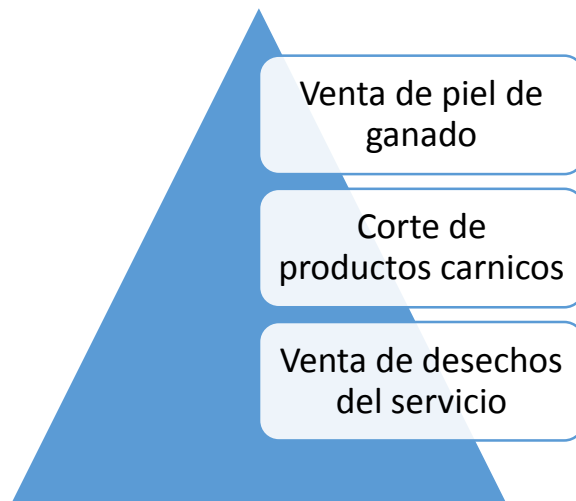 Venta de piel de
ganado
Corte de
productos carnicos
Venta de desechos
del servicio